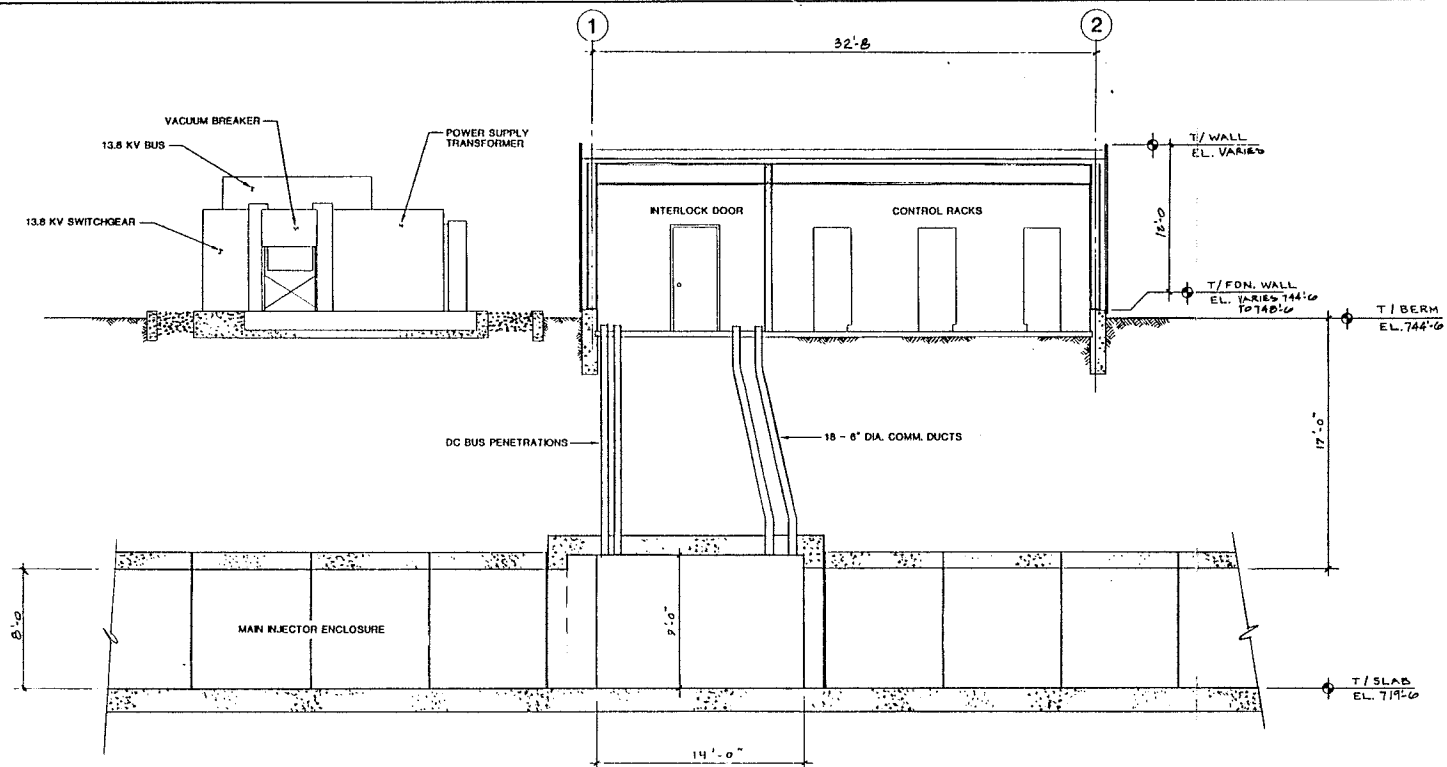 1
2
32'-8
VACUUM BREAKER
13.8 KV BUS
POWER SUPPLY
TRANSFORMER
13.8 KV SWITCHGEAR
T/ WALL
EL. VARIES
INTERLOCK DOOR
CONTROL RACKS
12'-0
T/ FDN. WALL
EL. VARIES 744'-6
TO 748'-6
T / BERM
EL. 744'-6
DC BUS PENETRATIONS
18 - 6" DIA. COMM. DUCTS
17'-0"
8'-0
MAIN INJECTOR ENCLOSURE
9'-0"
T/ SLAB
EL. 719'-6
14'-0"